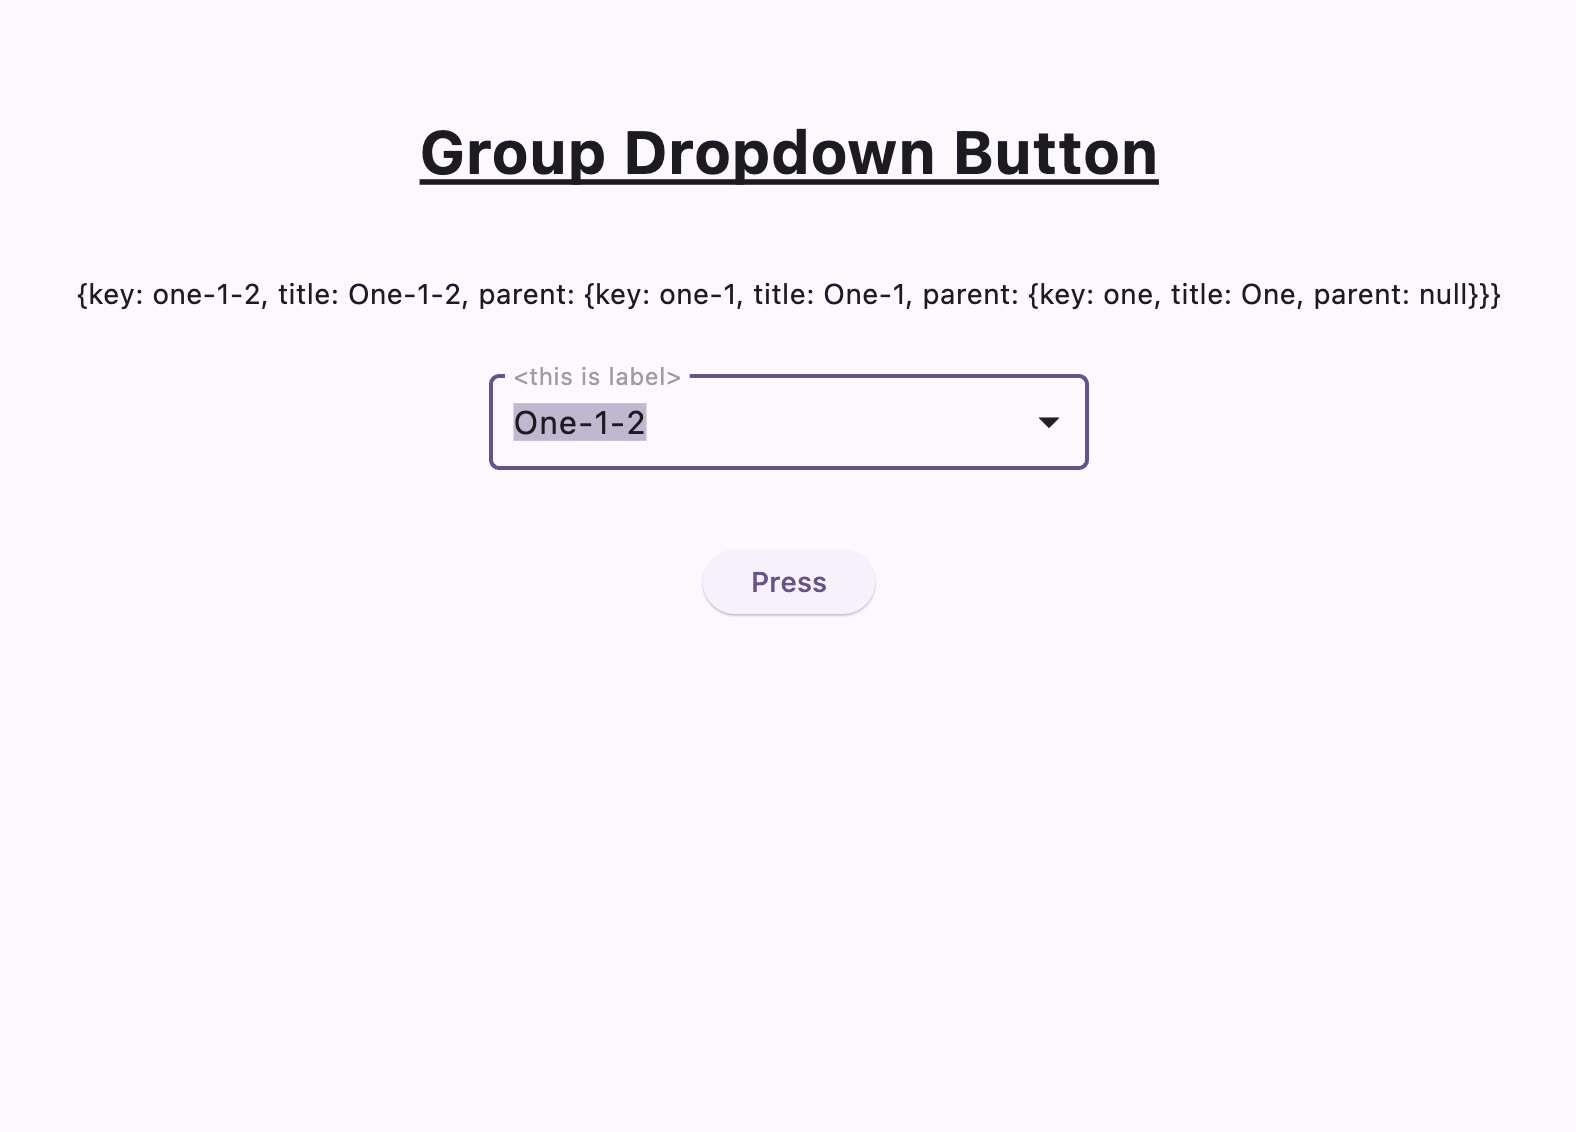 Group Dropdown Button
{key: one-1-2, title: One-1-2, parent: {key: one-1, title: One-1, parent: {key: one, title: One, parent: null}}}
<this is label>
One-1-2
Press